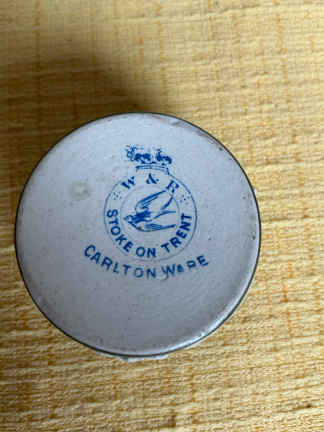 W & R
STOKE ON TRENT
CARLTON WARE